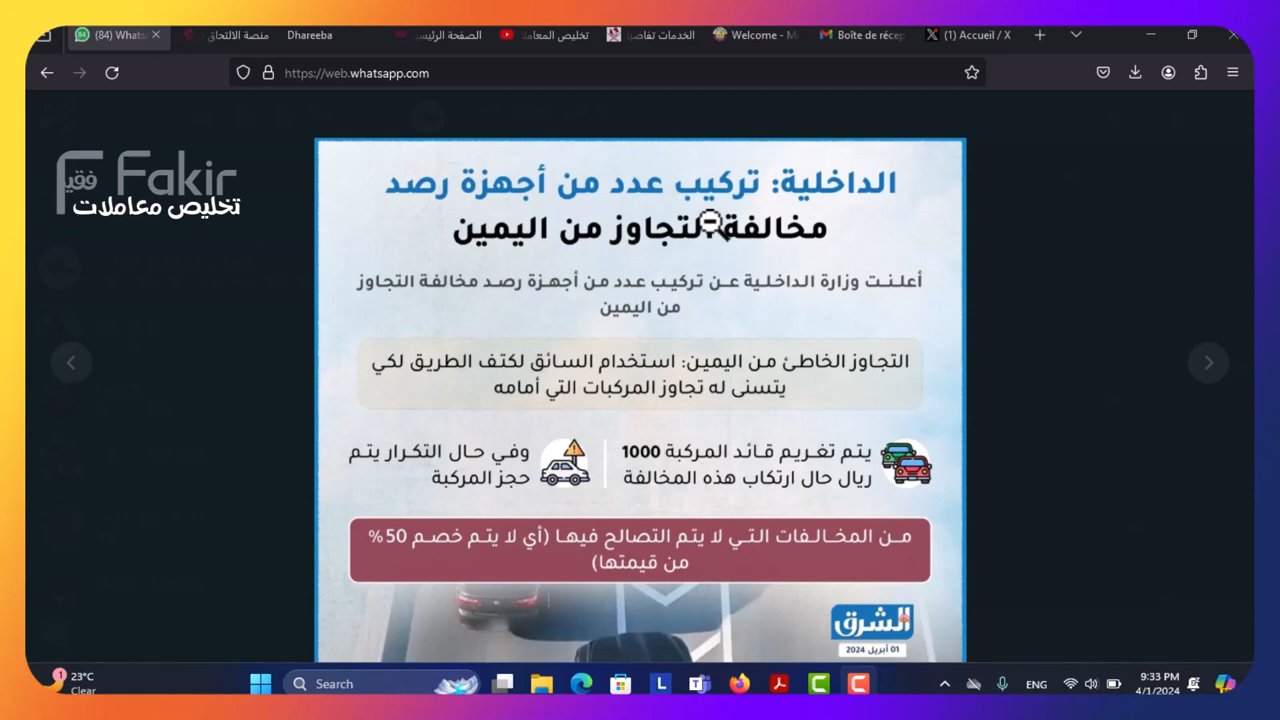 (84) Whats
منصة الالتحاق
Dhareeba
الصفحة الرئيس
تخليص المعاملا
الخدمات تفاصيل
Welcome - M
Boîte de récep
(1) Accueil / X
https://web.whatsapp.com
Fakir
فقير
تخليص معاملات
الداخلية: تركيب عدد من أجهزة رصد
مخالفة التجاوز من اليمين
أعلنت وزارة الداخلية عن تركيب عدد من أجهزة رصد مخالفة التجاوز
من اليمين
التجاوز الخاطئ من اليمين: استخدام السائق لكتف الطريق لكي
يتسنى له تجاوز المركبات التي أمامه
يتم تغريم قائد المركبة 1000
ريال حال ارتكاب هذه المخالفة
وفي حال التكرار يتم
حجز المركبة
من المخالفات التي لا يتم التصالح فيها (أي لا يتم خصم 50%
من قيمتها)
الشرق
01 أبريل 2024
1
23°C
Clear
Search
ENG
9:33 PM
4/1/2024